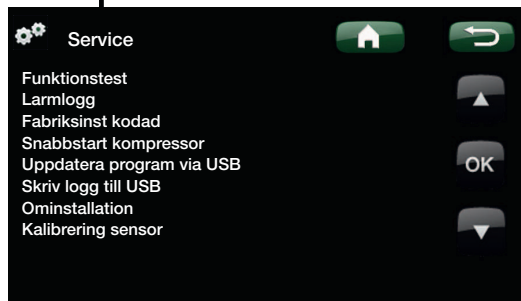 Service
Funktionstest
Larmlogg
Fabriksinst kodad
Snabbstart kompressor
Uppdatera program via USB
OK
Skriv logg till USB
Ominstallation
Kalibrering sensor